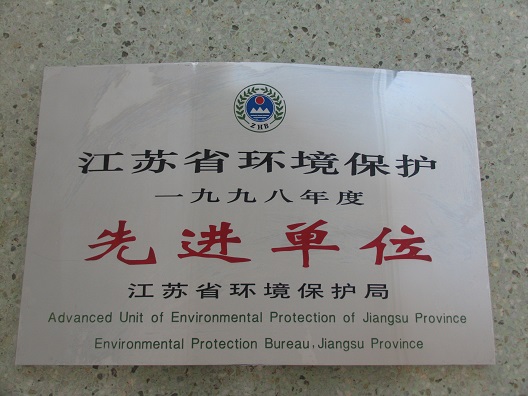 ZHB
江苏省环境保护
一九九八年度
先进单位
江苏省环境保护局
Advanced Unit of Environmental Protection of Jiangsu Province
Environmental Protection Bureau, Jiangsu Province